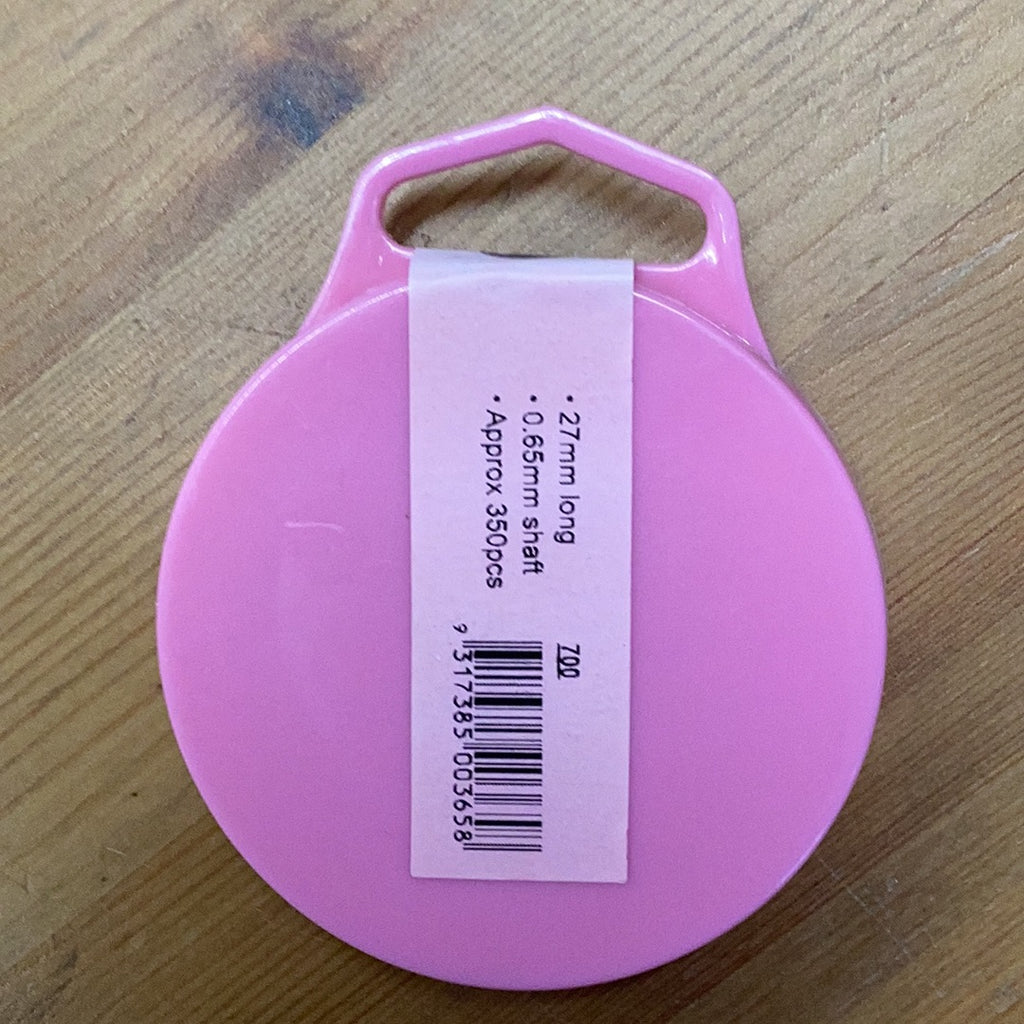 • 27mm long
• 0.65mm shaft
• Approx 350pcs
700
9 317385 003658